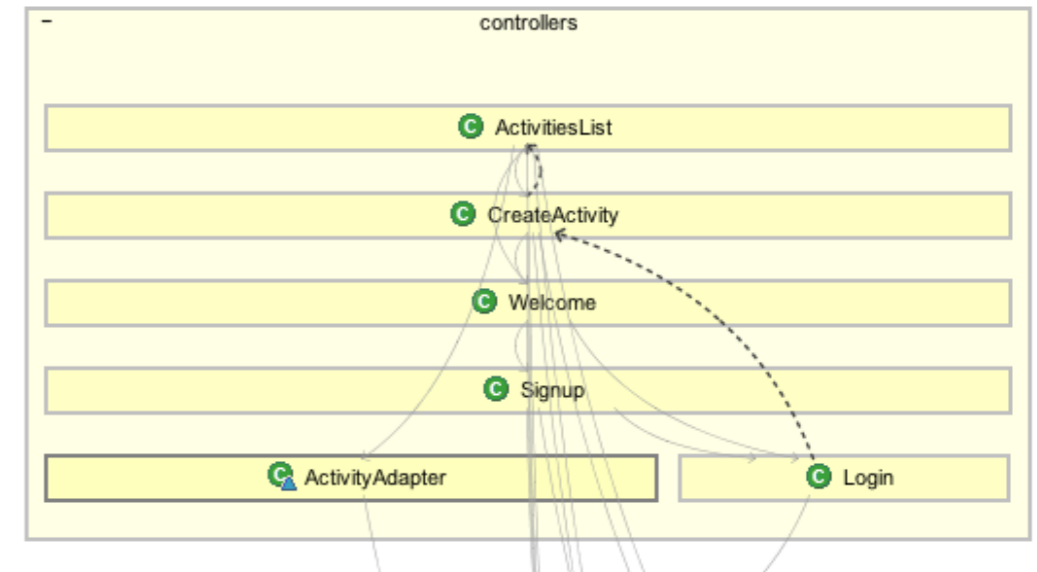 controllers
C ActivitiesList
C CreateActivity
C Welcome
C Signup
C ActivityAdapter
C Login